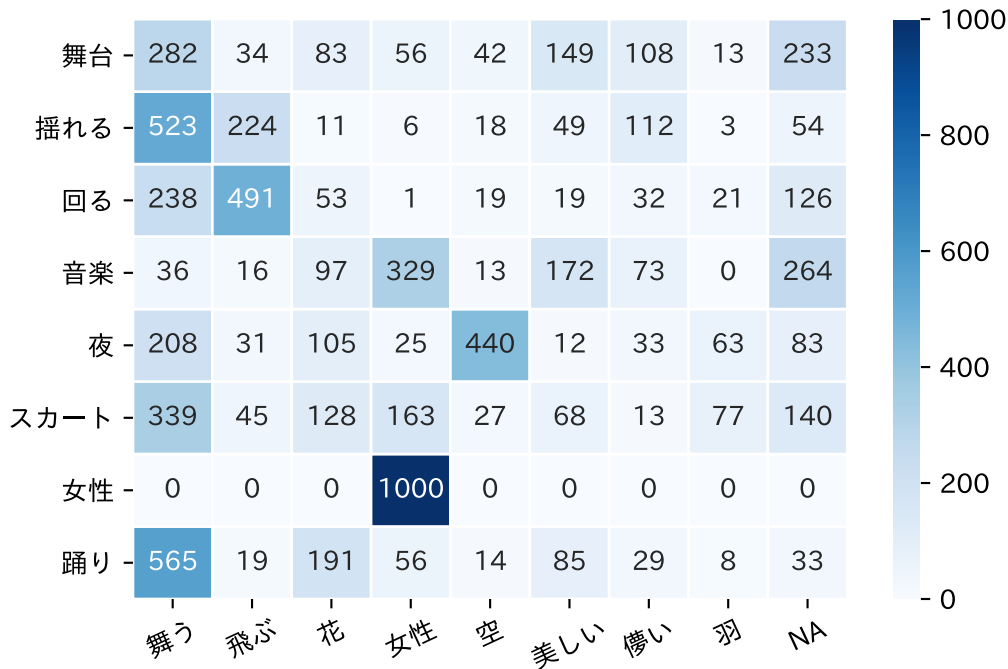 舞台 282 34 83 56 42 149 108 13 233
揺れる 523 224 11 6 18 49 112 3 54
回る 238 491 53 1 19 19 32 21 126
音楽 36 16 97 329 13 172 73 0 264
夜 208 31 105 25 440 12 33 63 83
スカート 339 45 128 163 27 68 13 77 140
女性 0 0 0 1000 0 0 0 0 0
踊り 565 19 191 56 14 85 29 8 33
舞う 飛ぶ 花 女性 空 美しい 儚い 羽 NA
1000
800
600
400
200
0